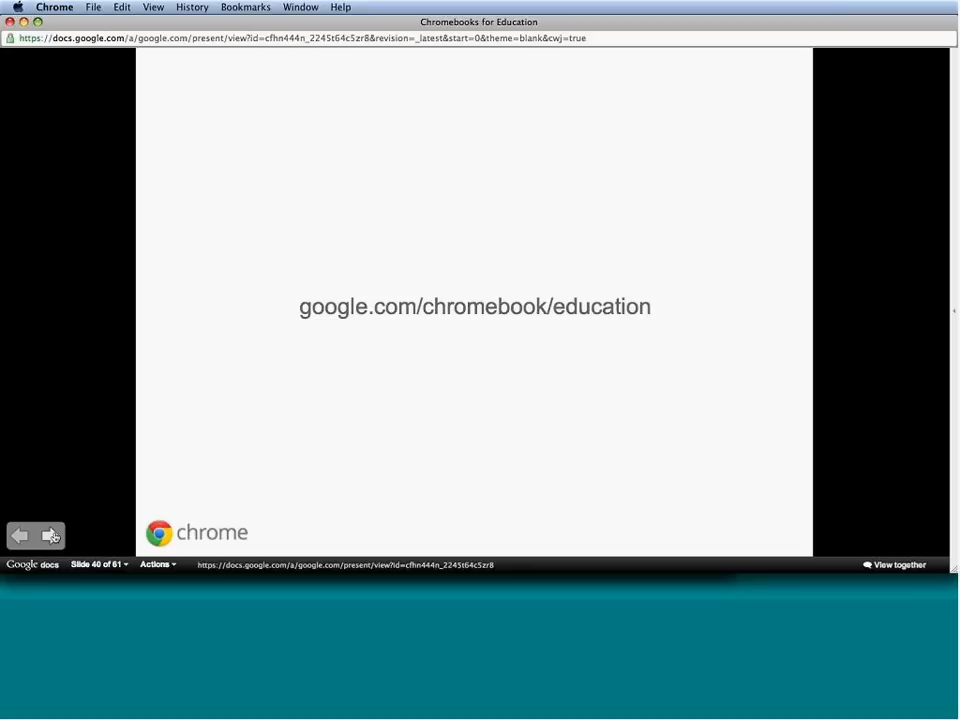 Chrome File Edit View History Bookmarks Window Help
Chromebooks for Education
https://docs.google.com/a/google.com/present/view?id=cfhn444n_2245t64c5zr8&revision=_latest&start=0&theme=blank&cwj=true
google.com/chromebook/education
chrome
Google docs Slide 40 of 61 Actions https://docs.google.com/a/google.com/present/view?id=cfhn444n_2245t64c5zr8 View together